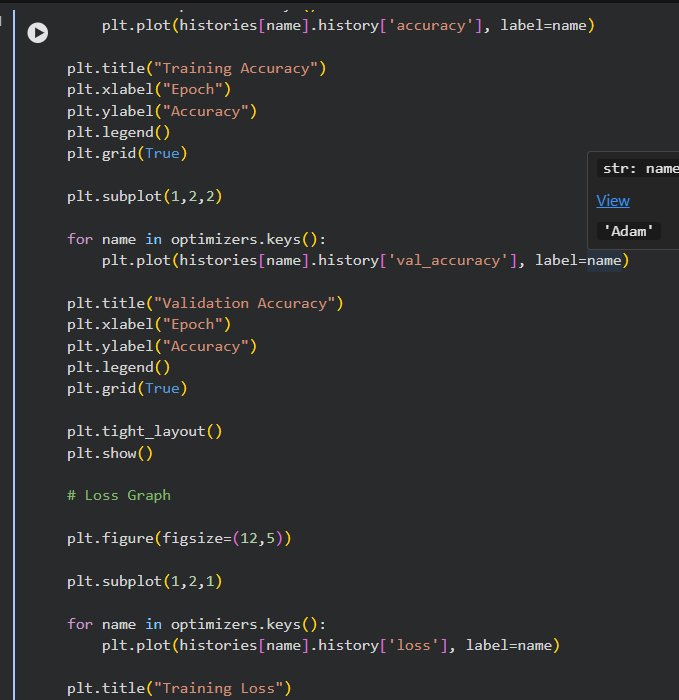 plt.plot(histories[name].history['accuracy'], label=name)
plt.title("Training Accuracy")
plt.xlabel("Epoch")
plt.ylabel("Accuracy")
plt.legend()
plt.grid(True)
plt.subplot(1,2,2)
for name in optimizers.keys():
plt.plot(histories[name].history['val_accuracy'], label=name)
plt.title("Validation Accuracy")
plt.xlabel("Epoch")
plt.ylabel("Accuracy")
plt.legend()
plt.grid(True)
plt.tight_layout()
plt.show()
# Loss Graph
plt.figure(figsize=(12,5))
plt.subplot(1,2,1)
for name in optimizers.keys():
plt.plot(histories[name].history['loss'], label=name)
plt.title("Training Loss")
str: name
View
'Adam'